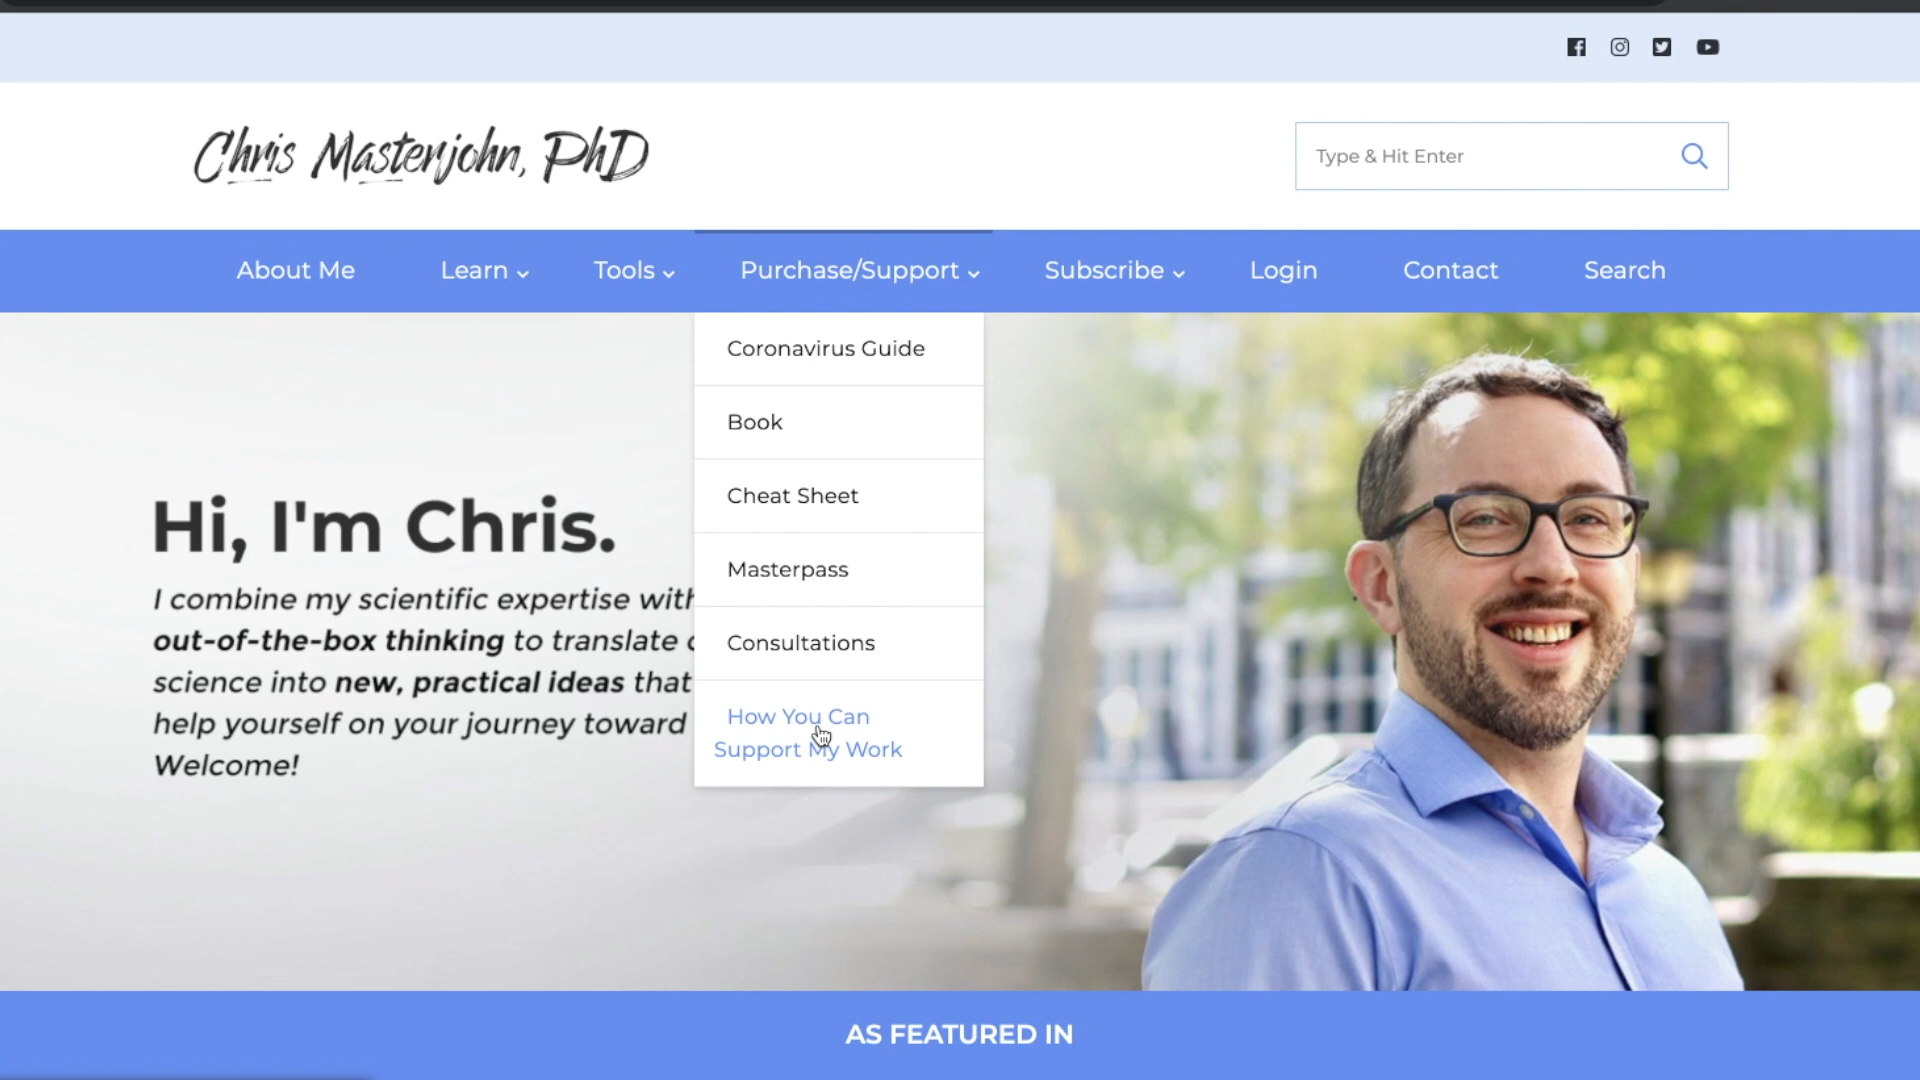 Chris Masterjohn, PhD
Type & Hit Enter
About Me
Learn
Tools
Purchase/Support
Subscribe
Login
Contact
Search
Coronavirus Guide
Book
Cheat Sheet
Masterpass
Consultations
How You Can
Support My Work
Hi, I'm Chris.
I combine my scientific expertise with
out-of-the-box thinking to translate
science into new, practical ideas that
help yourself on your journey toward
Welcome!
AS FEATURED IN